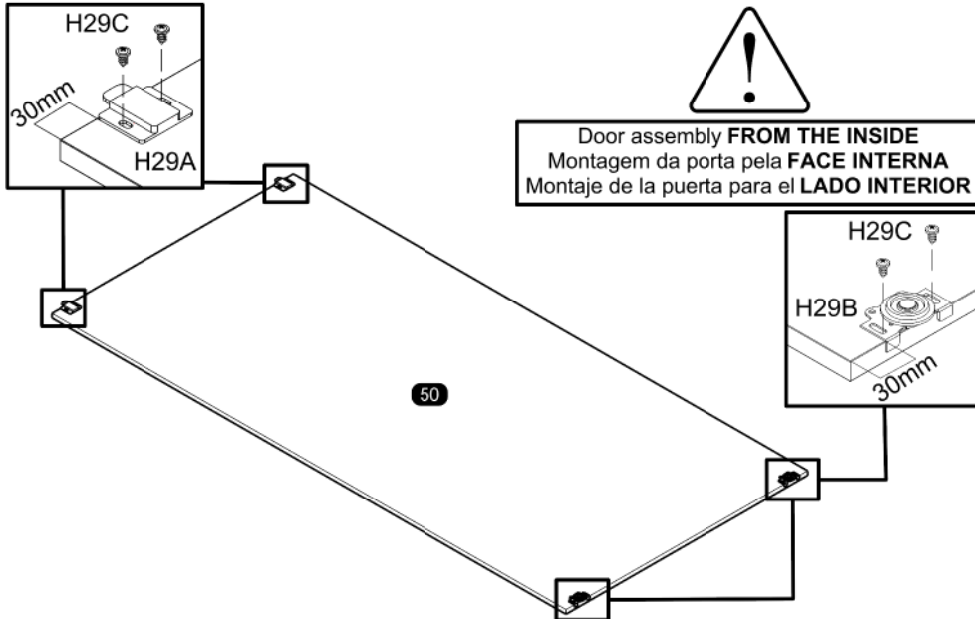 H29C
30mm
H29A
!
Door assembly FROM THE INSIDE
Montagem da porta pela FACE INTERNA
Montaje de la puerta para el LADO INTERIOR
H29C
H29B
30mm
50